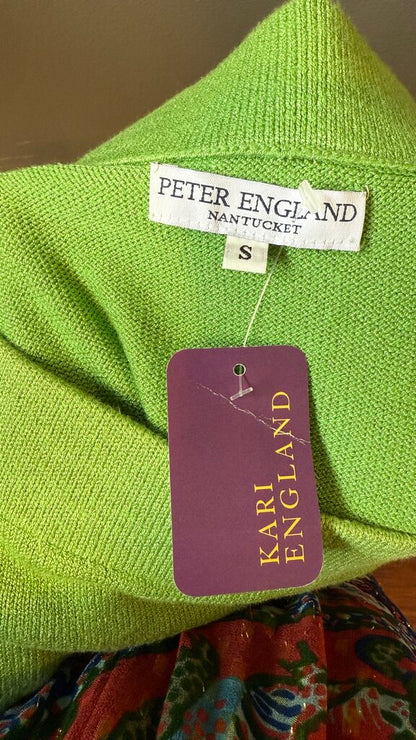 PETER ENGLAND
NANTUCKET
S
KARI
ENGLAND